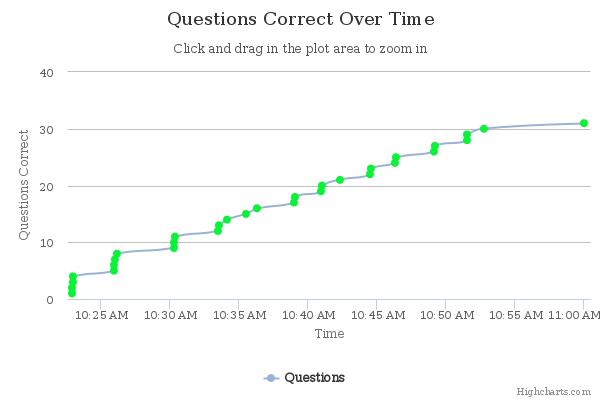 Questions Correct Over Time
Click and drag in the plot area to zoom in
Questions Correct
40
30
20
10
0
10:25 AM 10:30 AM 10:35 AM 10:40 AM 10:45 AM 10:50 AM 10:55 AM 11:00 AM
Time
Questions
Highcharts.com